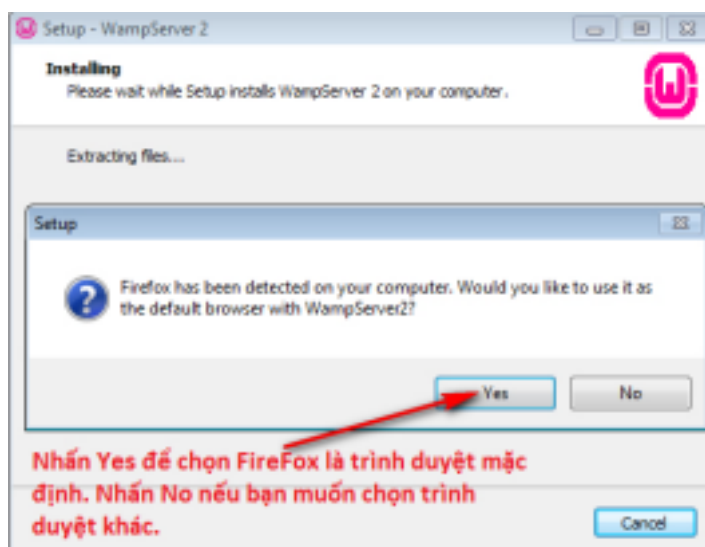 Setup - WampServer 2
Installing
Please wait while Setup installs WampServer 2 on your computer.
Extracting files....
Setup
Firefox has been detected on your computer. Would you like to use it as
the default browser with WampServer2?
Yes
No
Nhấn Yes để chọn FireFox là trình duyệt mặc
định. Nhấn No nếu bạn muốn chọn trình
duyệt khác.
Cancel